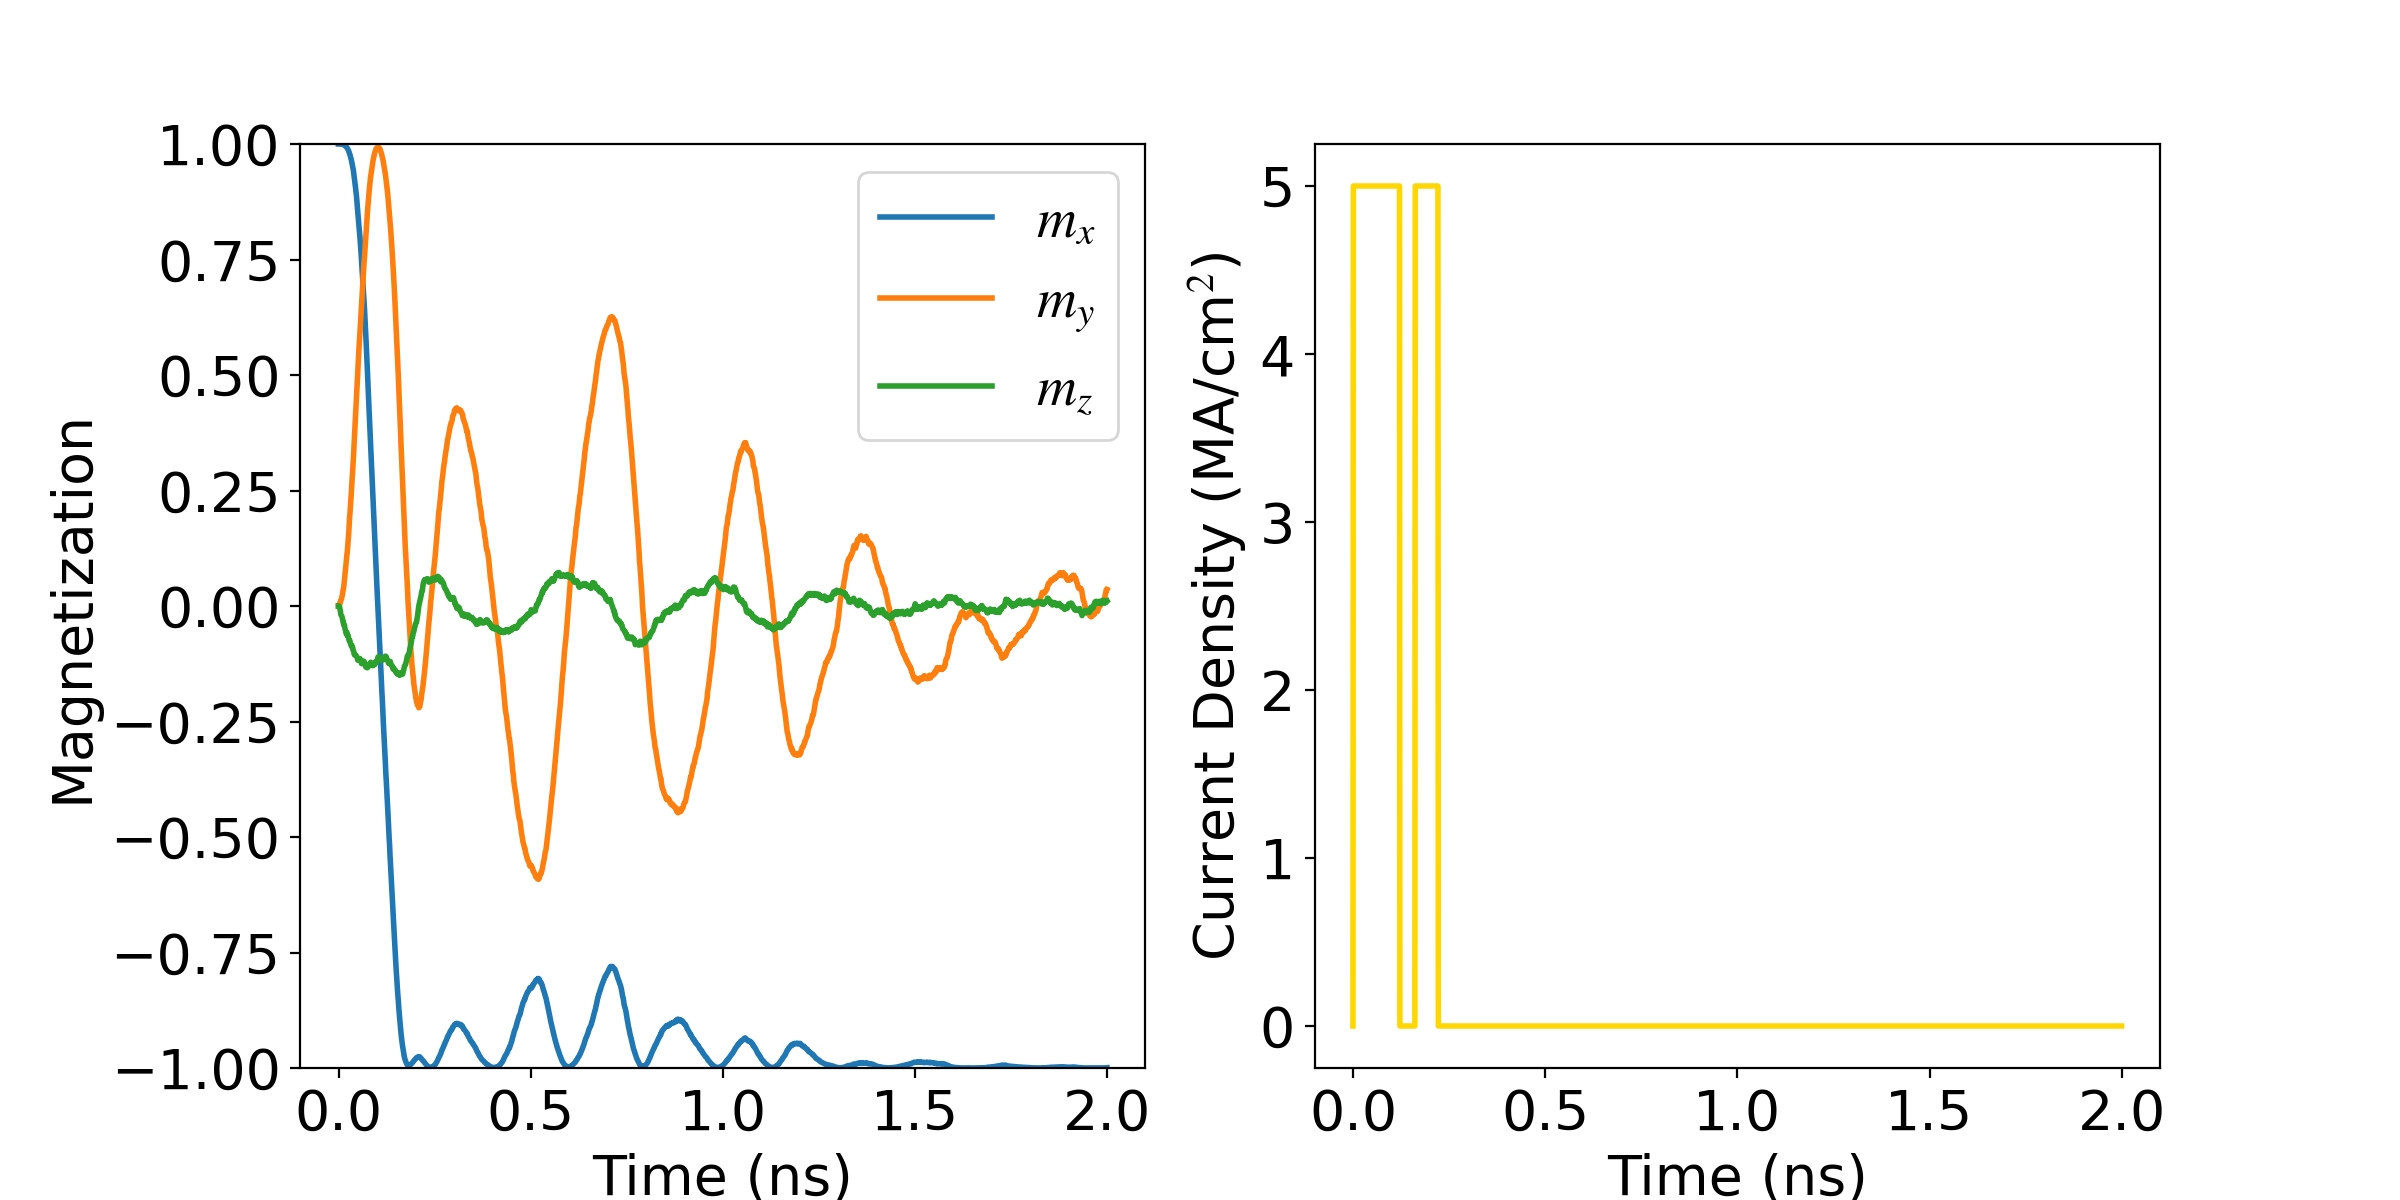 1.00
0.75
0.50
0.25
0.00
−0.25
−0.50
−0.75
−1.00
Magnetization
0.0 0.5 1.0 1.5 2.0
Time (ns)
m_x
m_y
m_z
5
4
3
2
1
0
Current Density (MA/cm²)
0.0 0.5 1.0 1.5 2.0
Time (ns)